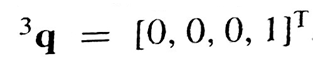 ³q = [0, 0, 0, 1]ᵀ